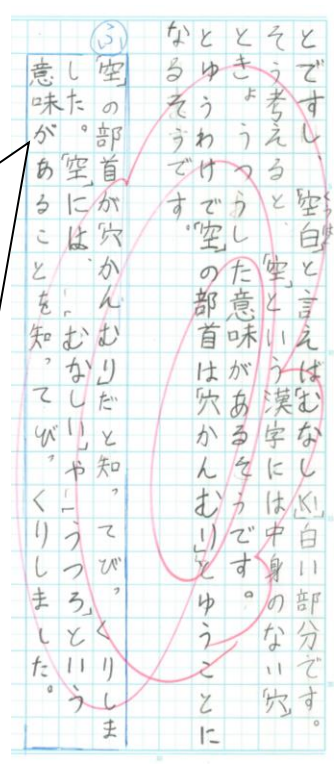 とですし、「空白」と言えば「むなしく白い部分です。
くうはく
そう考えると、「空」という漢字には中身のない「穴」
ときょうつうした意味があるそうです。
とゆうわけで「空」の部首は「穴かんむり」とゆうことに
なるそうです。
ふ
「空」の部首が穴かんむりだと知ってびっくりしま
した。「空」には、「むなしい」や「うつろ」という
意味があることを知ってびっくりしました。